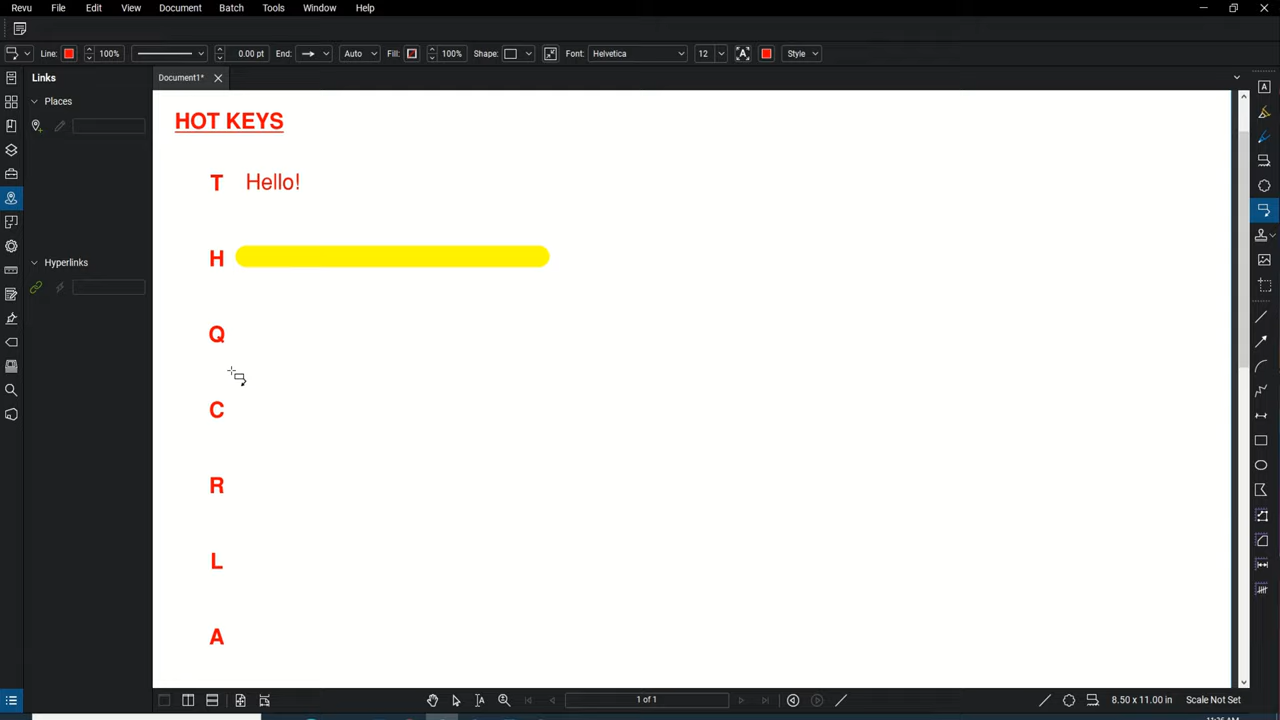 Revu File Edit View Document Batch Tools Window Help
Line: 100% 0.00 pt End: Auto Fill: 100% Shape: Font: Helvetica 12 A Style
Links Document1*
Places
HOT KEYS
T Hello!
H
Hyperlinks
Q
C
R
L
A
1 of 1 8.50 x 11.00 in Scale Not Set